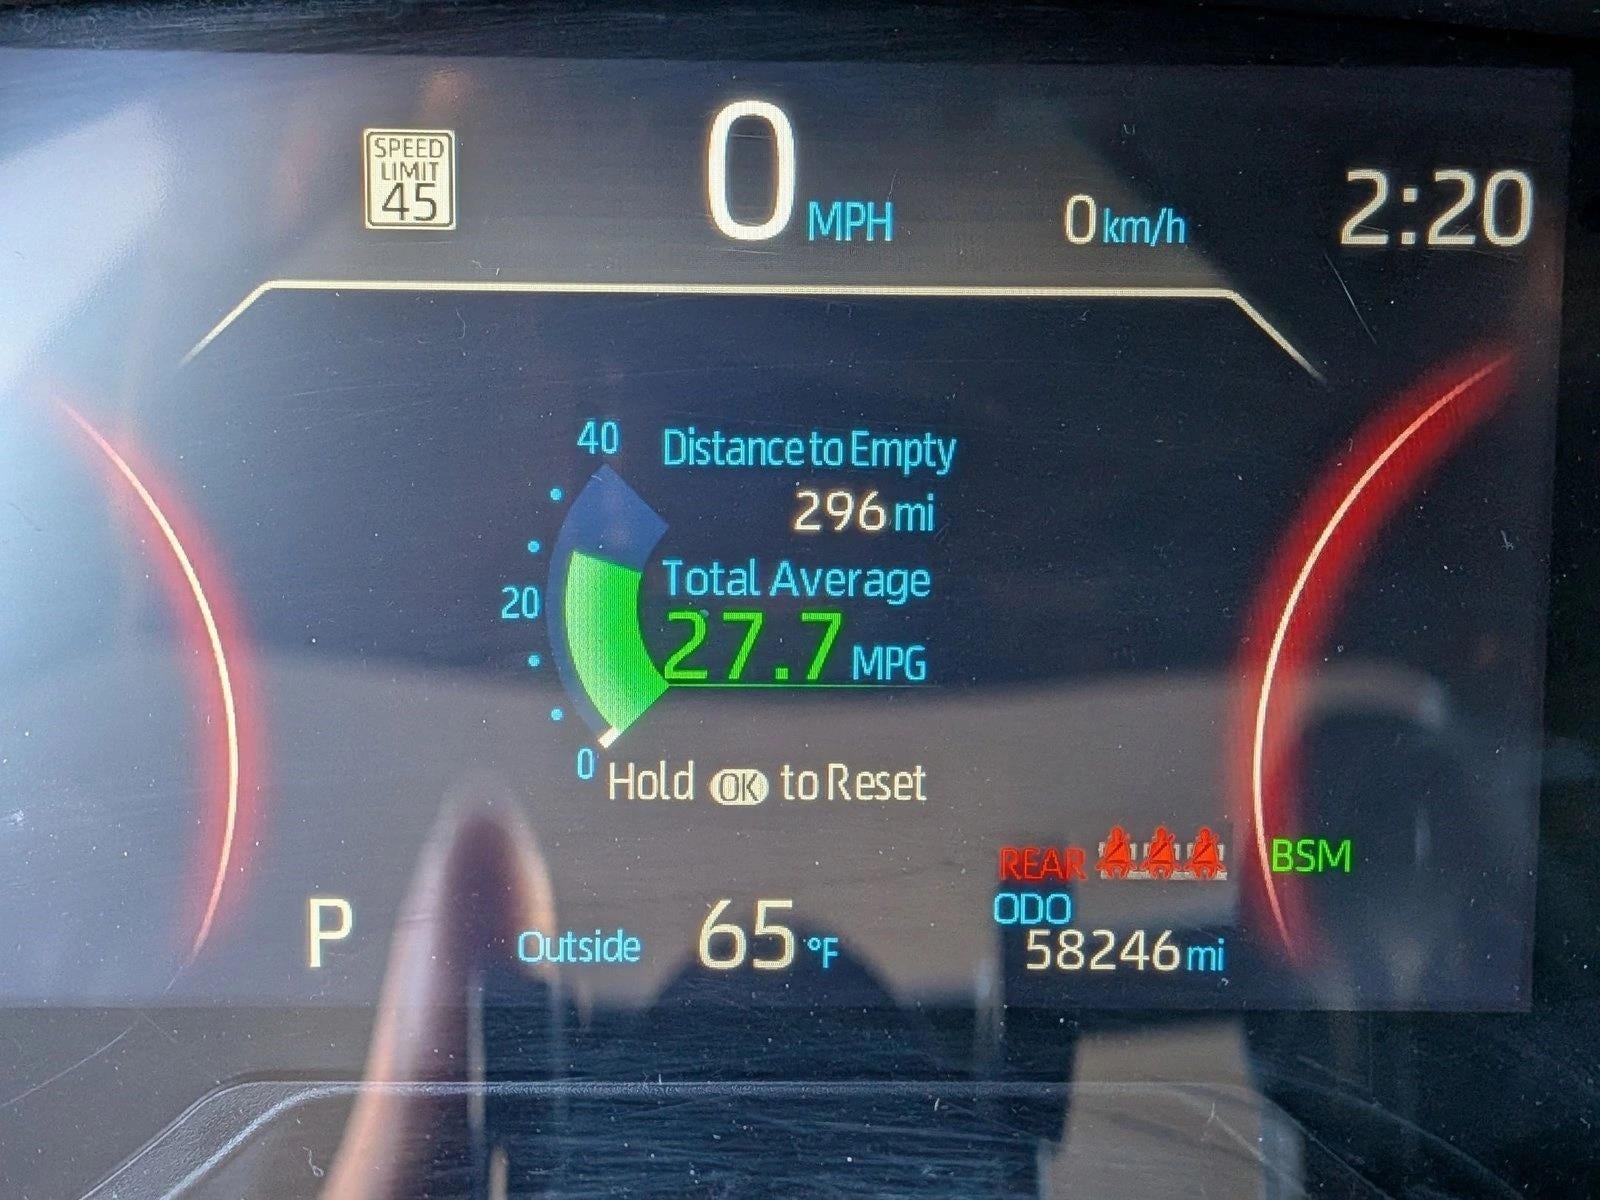 SPEED
LIMIT
45
0 MPH
0 km/h
2:20
40
20
0
Distance to Empty
296 mi
Total Average
27.7 MPG
Hold OK to Reset
REAR
BSM
P
Outside 65 °F
ODO
58246 mi